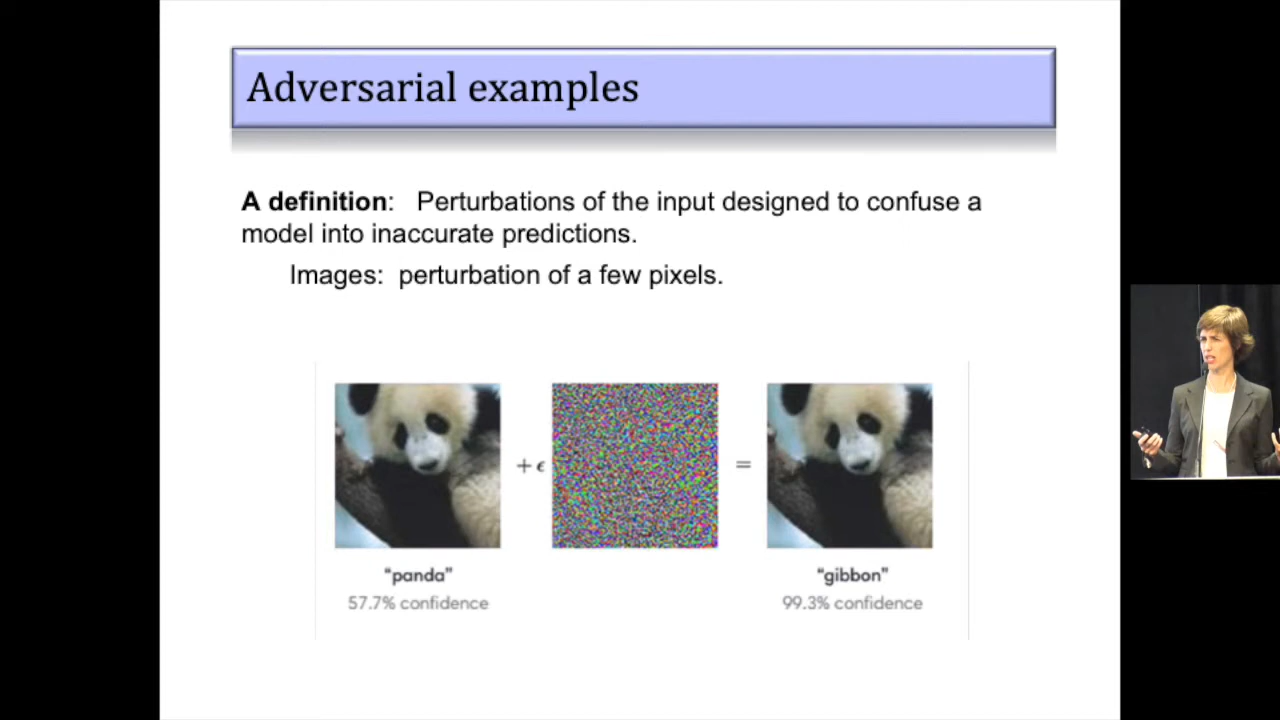 Adversarial examples
A definition: Perturbations of the input designed to confuse a
model into inaccurate predictions.
Images: perturbation of a few pixels.
+ ϵ
=
“panda”
57.7% confidence
“gibbon”
99.3% confidence